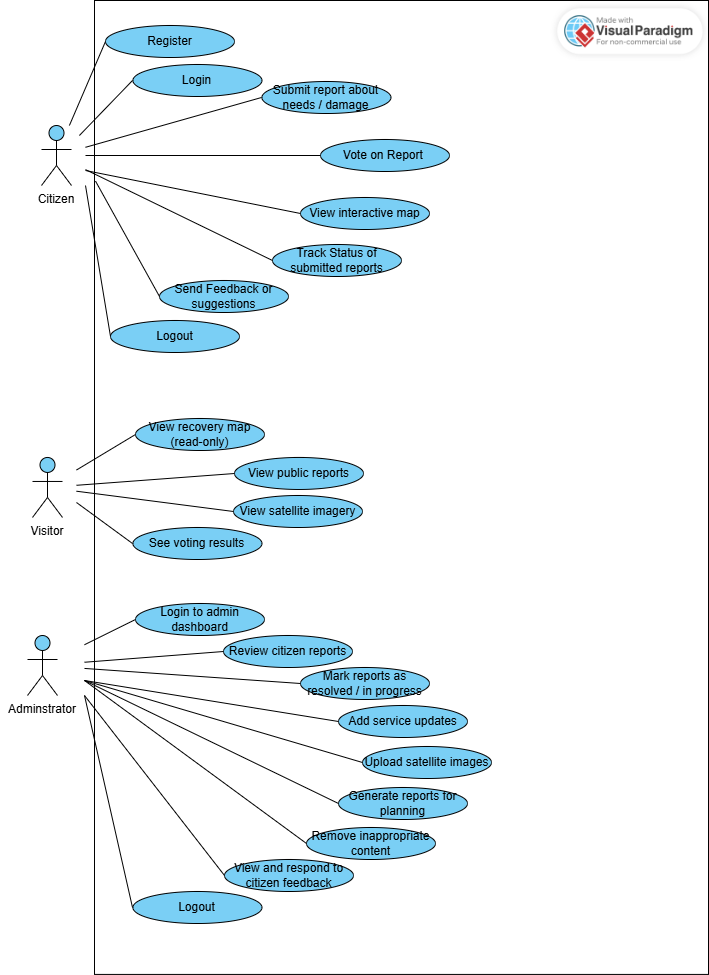 Made with
VisualParadigm
For non-commercial use
Register
Login
Submit report about
needs / damage
Vote on Report
Citizen
View interactive map
Track Status of
submitted reports
Send Feedback or
suggestions
Logout
View recovery map
(read-only)
View public reports
View satellite imagery
Visitor
See voting results
Login to admin
dashboard
Review citizen reports
Mark reports as
resolved / in progress
Adminstrator
Add service updates
Upload satellite images
Generate reports for
planning
Remove inappropriate
content
View and respond to
citizen feedback
Logout